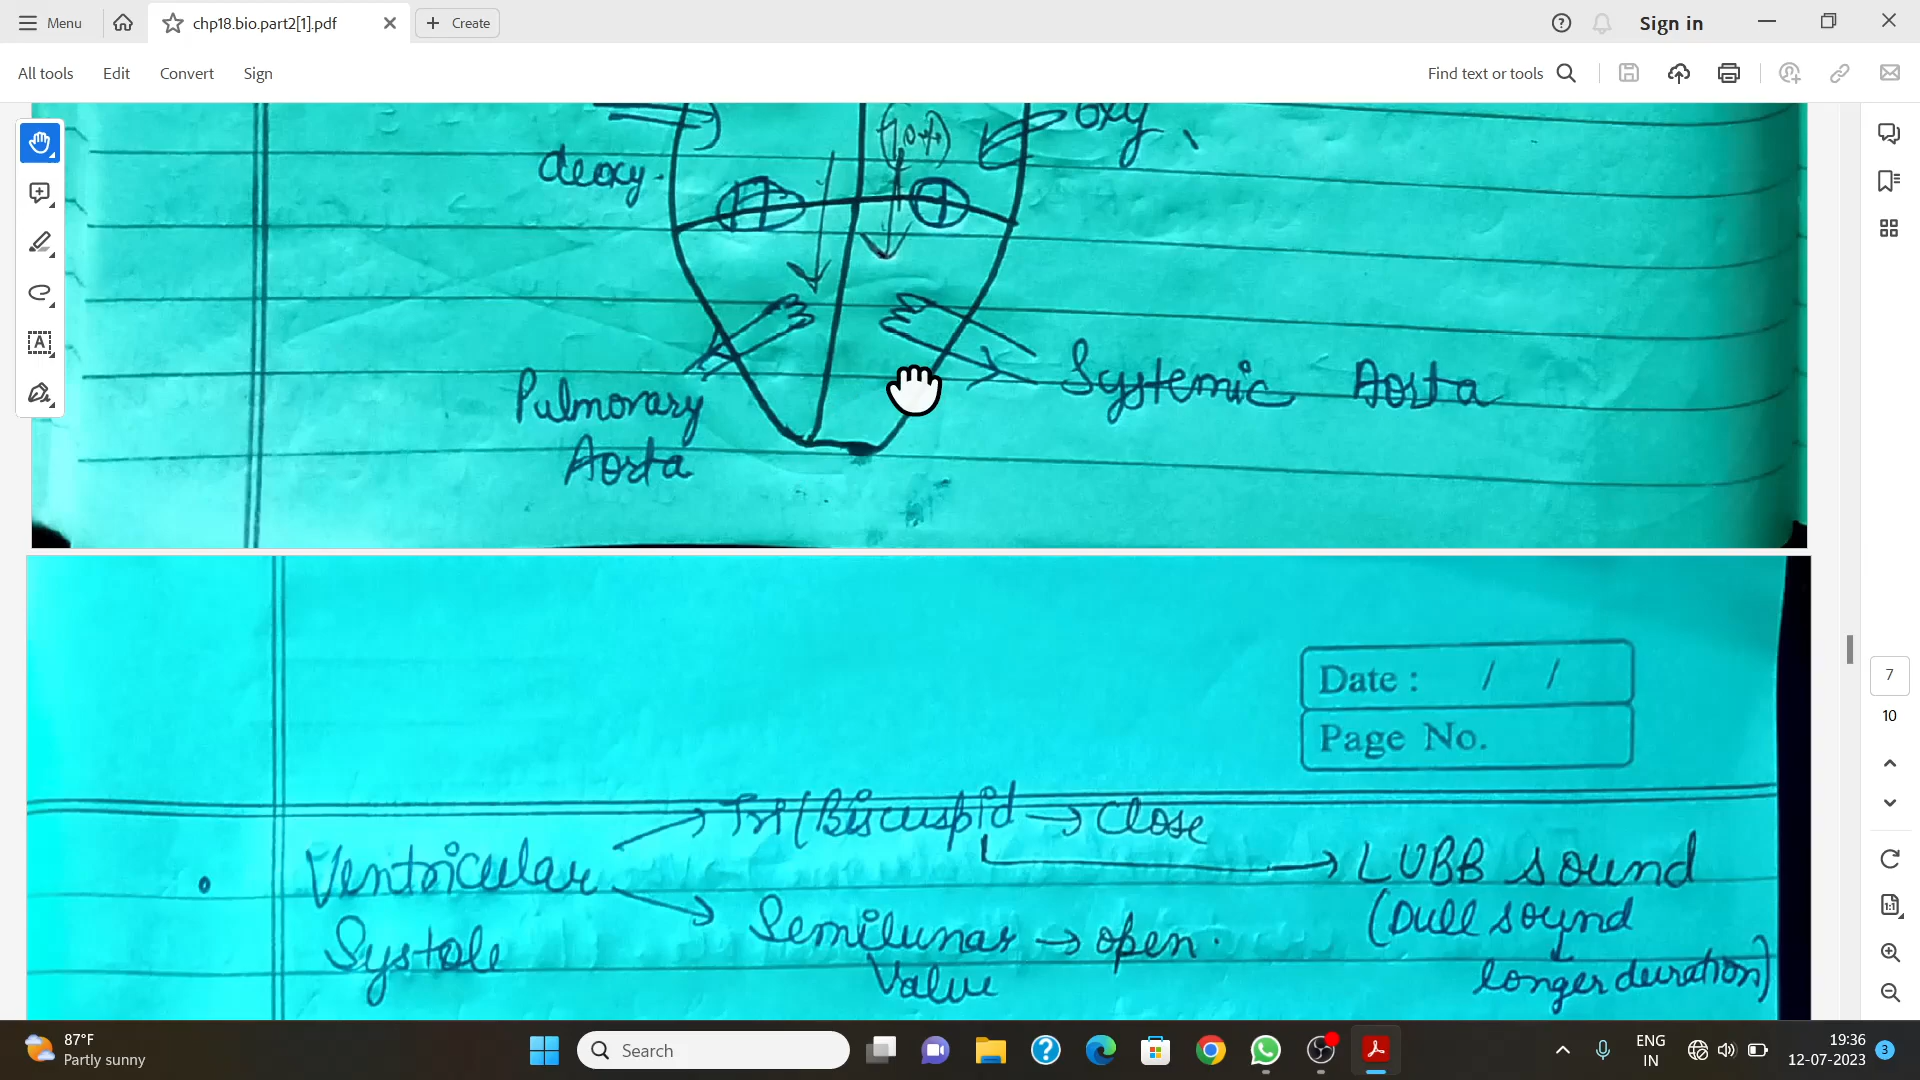 Menu
chp18.bio.part2[1].pdf
Create
Sign in
All tools
Edit
Convert
Sign
Find text or tools
deoxy.
oxy
Pulmonary
Aorta
Systemic Aorta
7
10
Date : / /
Page No.
Tri/Biscuspid → Close
Ventricular
Systole
LUBB sound
(Dull sound
longer duration)
Semilunar → open.
Valve
87°F
Partly sunny
Search
ENG
IN
19:36
12-07-2023
3